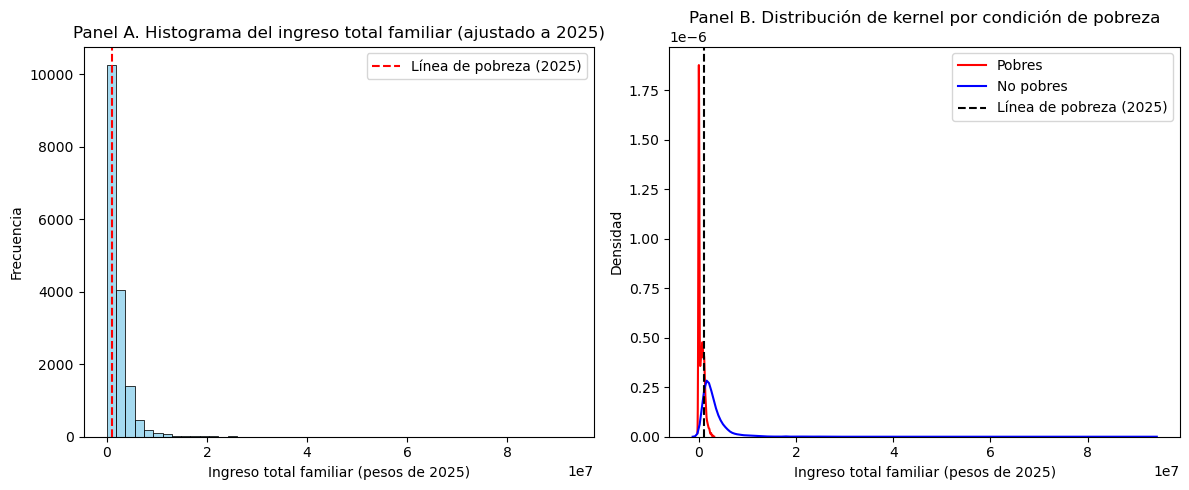 Panel A. Histograma del ingreso total familiar (ajustado a 2025)
Línea de pobreza (2025)
Frecuencia
10000
8000
6000
4000
2000
0
0 2 4 6 8
1e7
Ingreso total familiar (pesos de 2025)
Panel B. Distribución de kernel por condición de pobreza
1e−6
Pobres
No pobres
Línea de pobreza (2025)
Densidad
1.75
1.50
1.25
1.00
0.75
0.50
0.25
0.00
0 2 4 6 8
1e7
Ingreso total familiar (pesos de 2025)